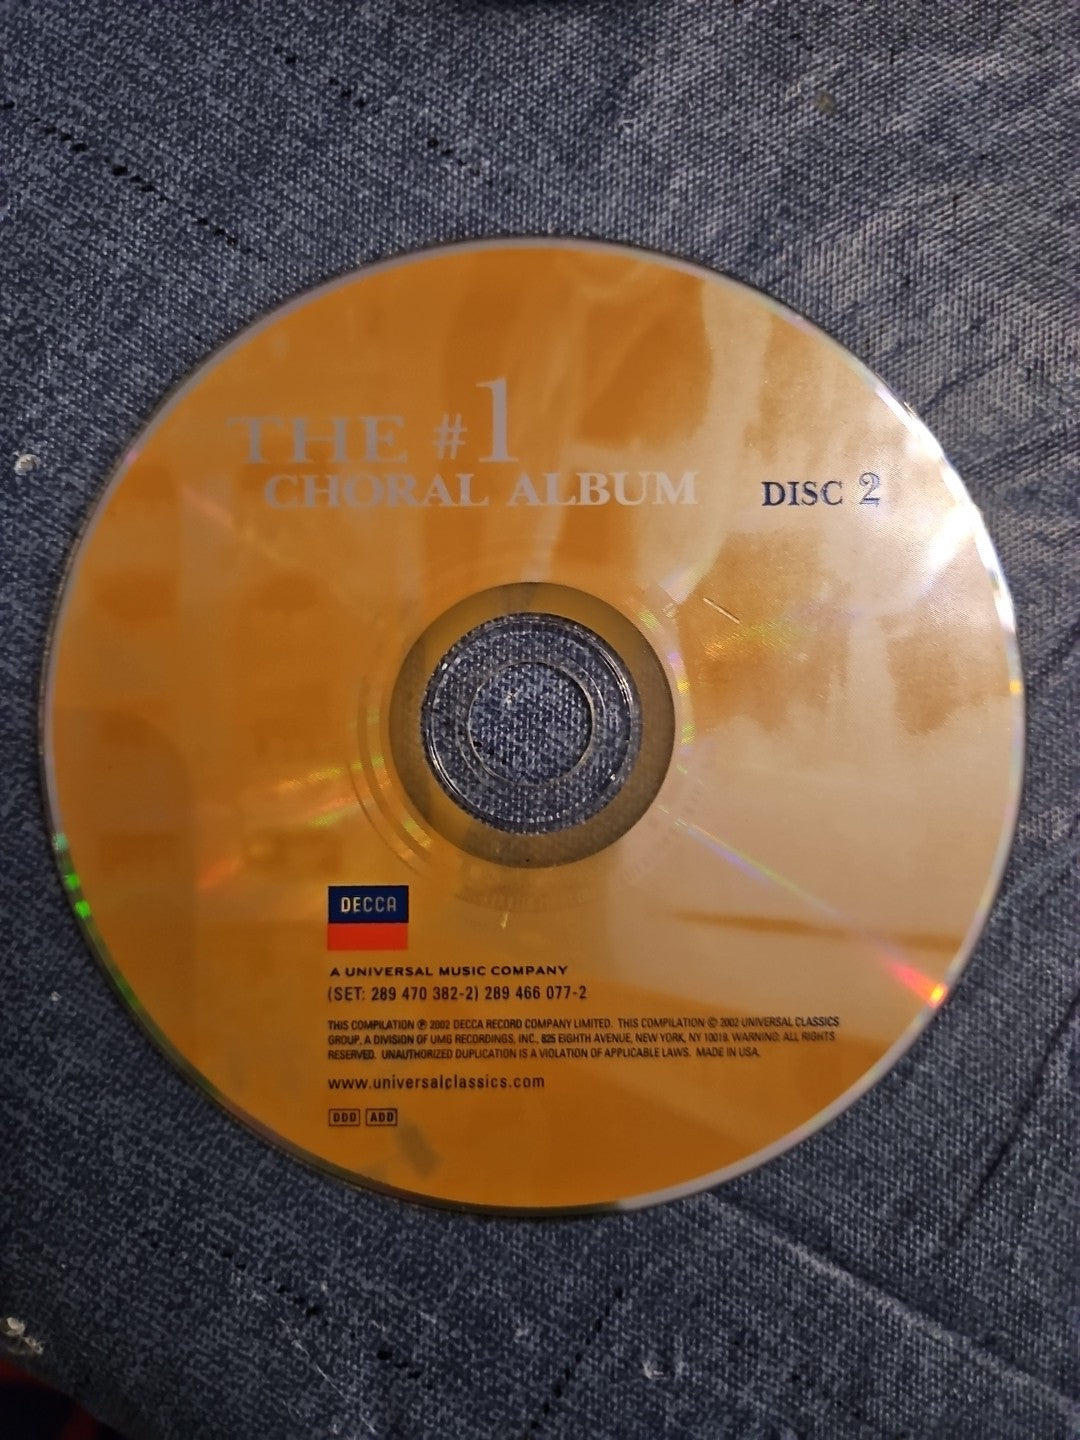 THE #1
CHORAL ALBUM
DISC 2
DECCA
A UNIVERSAL MUSIC COMPANY
(SET: 289 470 382-2) 289 466 077-2
THIS COMPILATION ℗ 2002 DECCA RECORD COMPANY LIMITED. THIS COMPILATION © 2002 UNIVERSAL CLASSICS
GROUP, A DIVISION OF UMG RECORDINGS, INC., 825 EIGHTH AVENUE, NEW YORK, NY 10019. WARNING: ALL RIGHTS
RESERVED. UNAUTHORIZED DUPLICATION IS A VIOLATION OF APPLICABLE LAWS. MADE IN USA.
www.universalclassics.com
DDD ADD